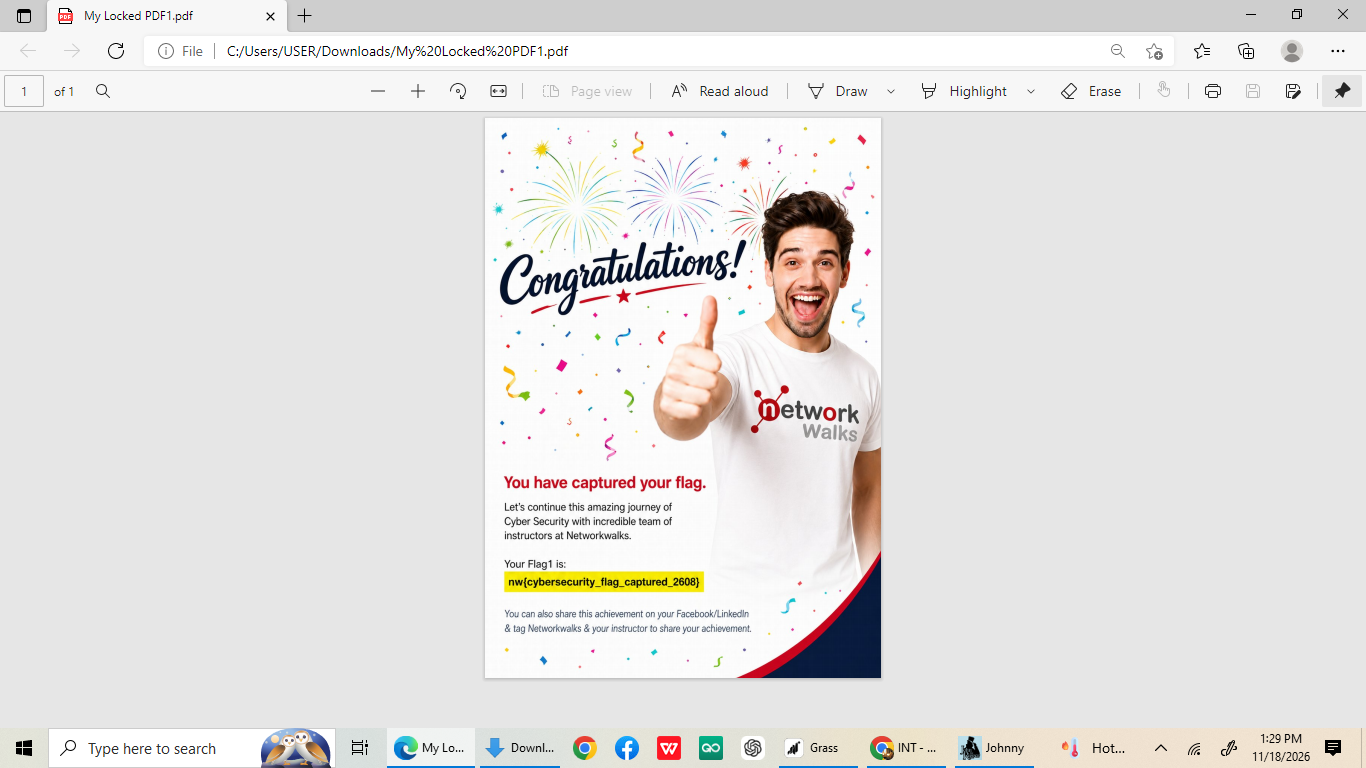 My Locked PDF1.pdf
File
C:/Users/USER/Downloads/My%20Locked%20PDF1.pdf
1 of 1
Page view
Read aloud
Draw
Highlight
Erase
Congratulations!
network
Walks
You have captured your flag.
Let's continue this amazing journey of
Cyber Security with incredible team of
instructors at Networkwalks.
Your Flag1 is:
nw{cybersecurity_flag_captured_2608}
You can also share this achievement on your Facebook/LinkedIn
& tag Networkwalks & your instructor to share your achievement.
Type here to search
My Lo...
Downl...
Grass
INT - ...
Johnny
Hot...
1:29 PM
11/18/2026